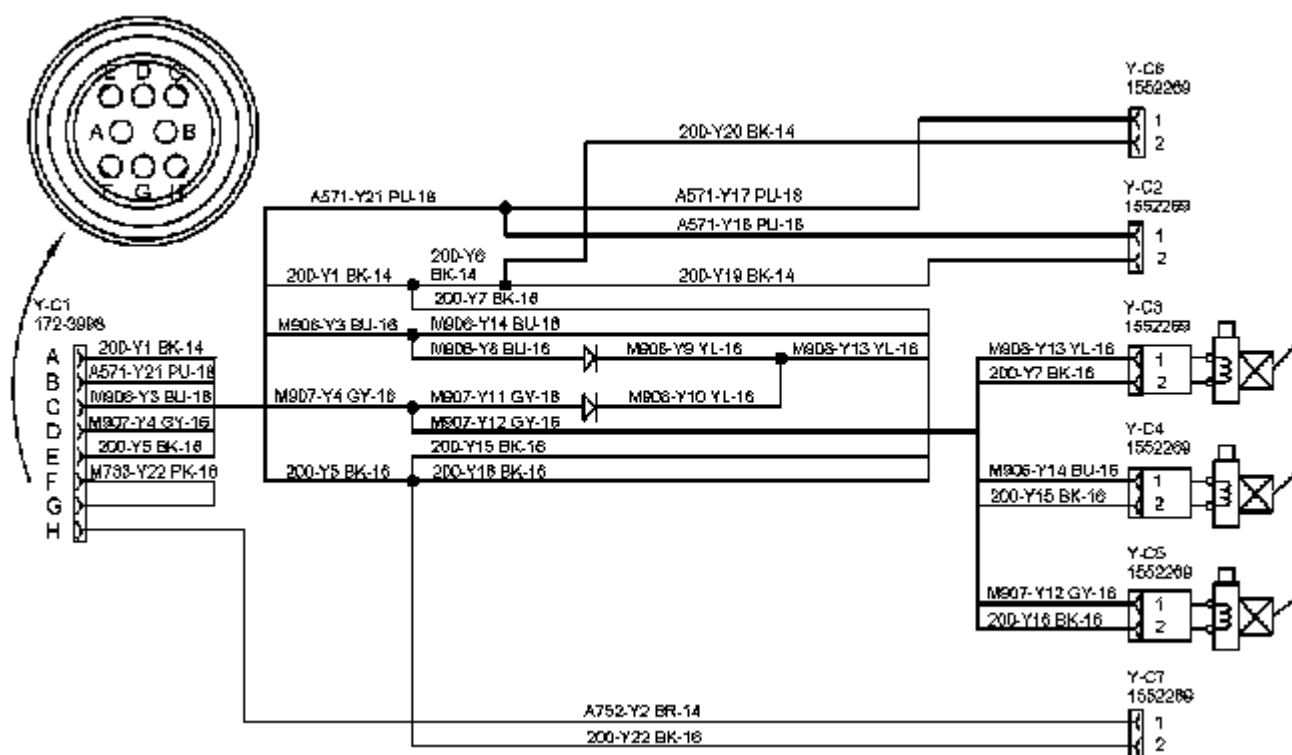 E D C
A B
F G H
Y-C6
1552269
1
2
200-Y20 BK-14
A571-Y21 PU-18
A571-Y17 PU-18
A571-Y18 PU-18
Y-C2
1552269
1
2
200-Y6
BK-14
200-Y1 BK-14
200-Y19 BK-14
200-Y7 BK-16
Y-C1
172-3998
M906-Y3 BU-16
M906-Y14 BU-16
M906-Y8 BU-16
M908-Y9 YL-16
M908-Y13 YL-16
Y-C3
1552269
M908-Y13 YL-16
1
200-Y7 BK-16
2
A
200-Y1 BK-14
B
A571-Y21 PU-18
C
M906-Y3 BU-16
D
M907-Y4 GY-16
E
200-Y5 BK-16
F
M733-Y22 PK-16
G
H
M907-Y4 GY-16
M907-Y11 GY-16
M908-Y10 YL-16
M907-Y12 GY-16
200-Y15 BK-16
200-Y5 BK-16
200-Y16 BK-16
Y-C4
1552269
M906-Y14 BU-16
1
200-Y15 BK-16
2
Y-C5
1552269
M907-Y12 GY-16
1
200-Y16 BK-16
2
Y-C7
1552269
A752-Y2 BR-14
1
200-Y22 BK-16
2